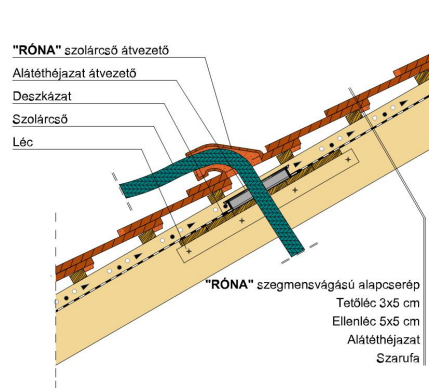 "RÓNA" szolárcső átvezető
Alátéthéjazat átvezető
Deszkázat
Szolárcső
Léc
"RÓNA" szegmensvágású alapcserép
Tetőléc 3x5 cm
Ellenléc 5x5 cm
Alátéthéjazat
Szarufa